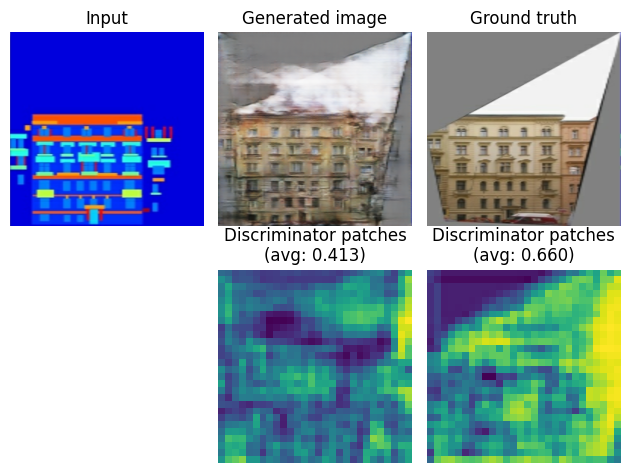 Input
Generated image
Ground truth
Discriminator patches
(avg: 0.413)
Discriminator patches
(avg: 0.660)